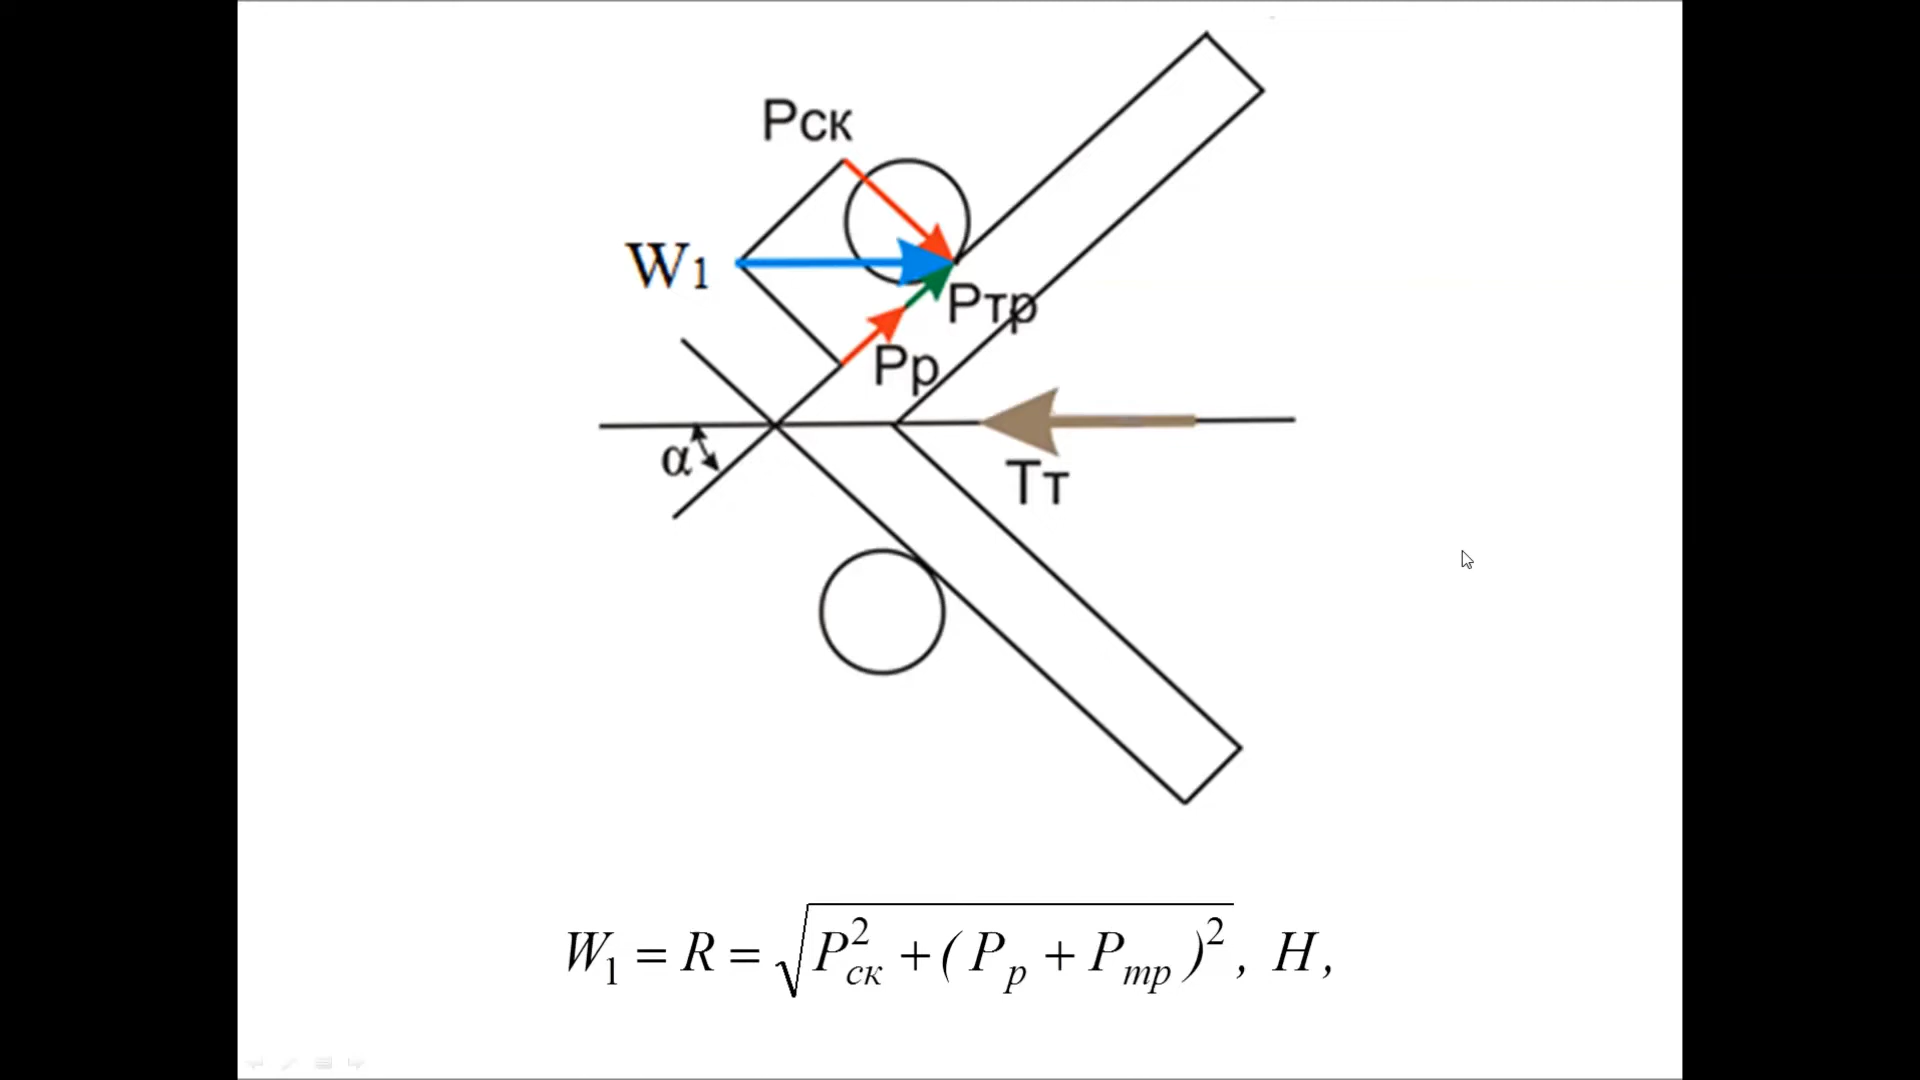 Рск
W₁
Ртр
Рр
α
Тт
W₁ = R = √(P²ск + (Pр + Pтр)²), Н,